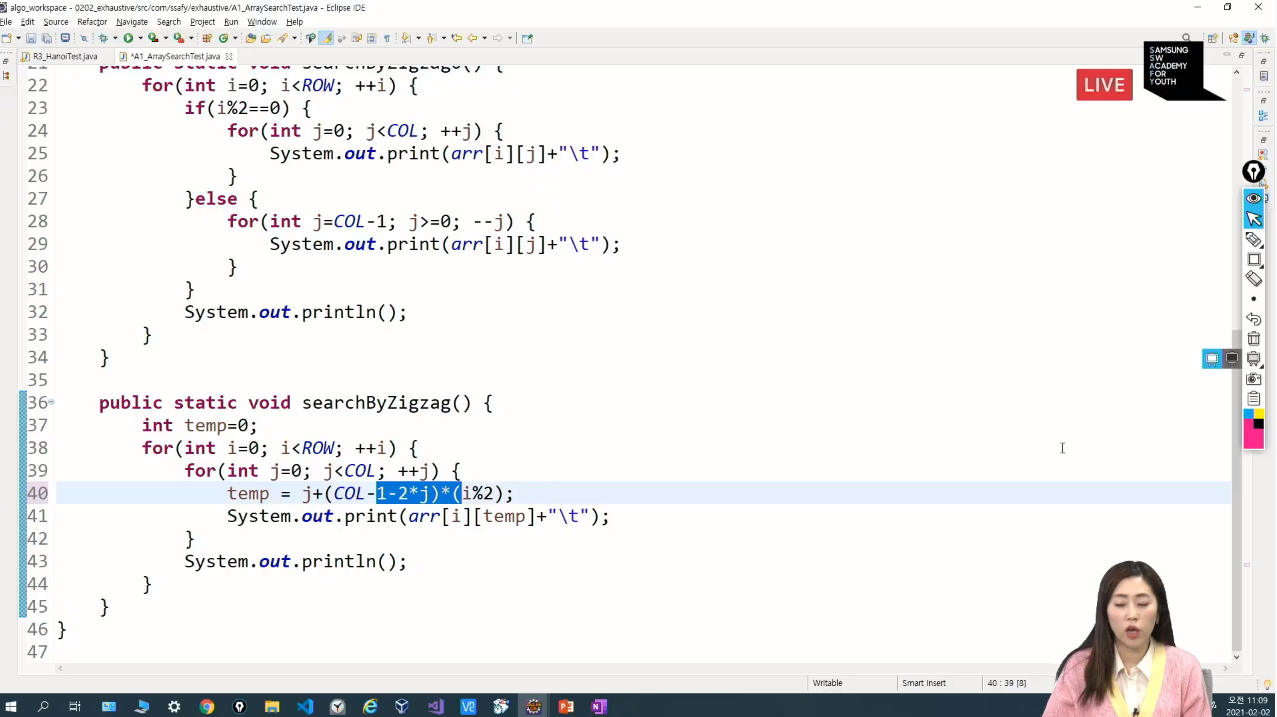 algo_workspace - 0202_exhaustive/src/com/ssafy/exhaustive/A1_ArraySearchTest.java - Eclipse IDE
File Edit Source Refactor Navigate Search Project Run Window Help
R3_HanoiTest.java *A1_ArraySearchTest.java
LIVE
SAMSUNG
SW
ACADEMY
FOR
YOUTH
22 for(int i=0; i<ROW; ++i) {
23 if(i%2==0) {
24 for(int j=0; j<COL; ++j) {
25 System.out.print(arr[i][j]+"\t");
26 }
27 }else {
28 for(int j=COL-1; j>=0; --j) {
29 System.out.print(arr[i][j]+"\t");
30 }
31 }
32 System.out.println();
33 }
34 }
35
36 public static void searchByZigzag() {
37 int temp=0;
38 for(int i=0; i<ROW; ++i) {
39 for(int j=0; j<COL; ++j) {
40 temp = j+(COL-1-2*j)*(i%2);
41 System.out.print(arr[i][temp]+"\t");
42 }
43 System.out.println();
44 }
45 }
46 }
47
Writable Smart Insert 40 : 39 [8]
오전 11:09
2021-02-02